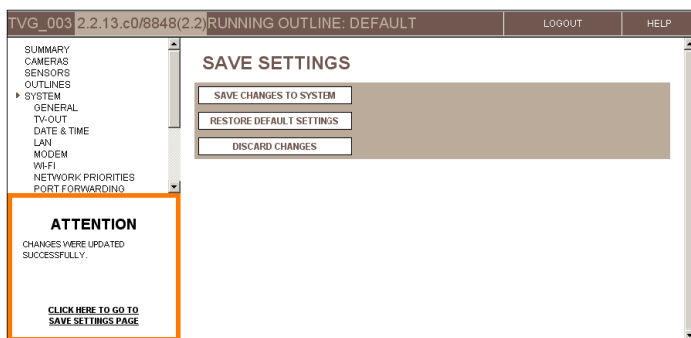 TVG_003 2.2.13.c0/8848(2.2)RUNNING OUTLINE: DEFAULT
LOGOUT
HELP
SUMMARY
CAMERAS
SENSORS
OUTLINES
SYSTEM
GENERAL
TV-OUT
DATE & TIME
LAN
MODEM
WI-FI
NETWORK PRIORITIES
PORT FORWARDING
ATTENTION
CHANGES WERE UPDATED
SUCCESSFULLY.
CLICK HERE TO GO TO
SAVE SETTINGS PAGE
SAVE SETTINGS
SAVE CHANGES TO SYSTEM
RESTORE DEFAULT SETTINGS
DISCARD CHANGES